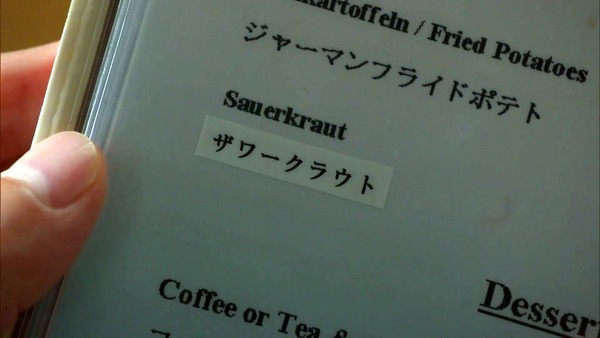 kartoffeln / Fried Potatoes
ジャーマンフライドポテト
Sauerkraut
ザワークラウト
Coffee or Tea &
Dessert